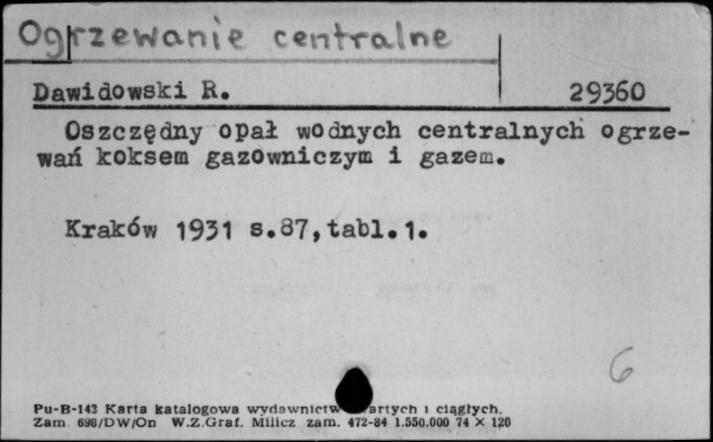 Ogrzewanie centralne
Dawidowski R. 29360
Oszczędny opał wodnych centralnych ogrze-
wań koksem gazowniczym i gazem.
Kraków 1931 s.87,tabl.1.
6
Pu-B-143 Karta katalogowa wydawnictw artych i ciągłych.
Zam. 698/DW/On W.Z.Graf. Milicz zam. 472-84 1.550.000 74 X 120